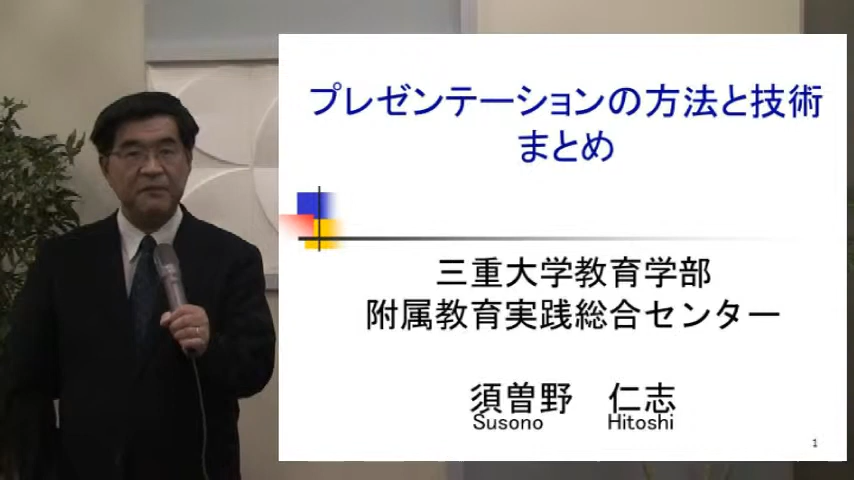 プレゼンテーションの方法と技術
まとめ
三重大学教育学部
附属教育実践総合センター
須曽野 仁志
Susono Hitoshi
1